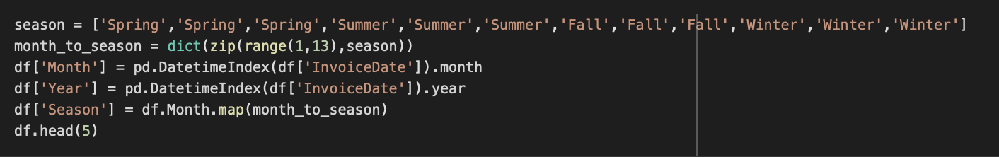 season = ['Spring','Spring','Spring','Summer','Summer','Summer','Fall','Fall','Fall','Winter','Winter','Winter']
month_to_season = dict(zip(range(1,13),season))
df['Month'] = pd.DatetimeIndex(df['InvoiceDate']).month
df['Year'] = pd.DatetimeIndex(df['InvoiceDate']).year
df['Season'] = df.Month.map(month_to_season)
df.head(5)